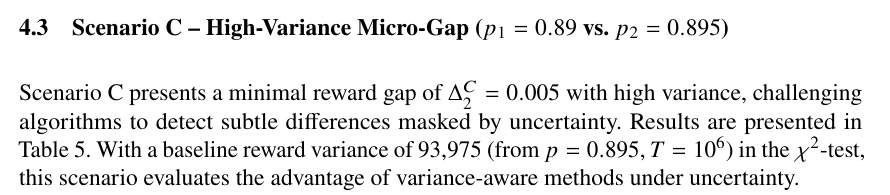 4.3 Scenario C – High-Variance Micro-Gap (p₁ = 0.89 vs. p₂ = 0.895)
Scenario C presents a minimal reward gap of Δ₂ᶜ = 0.005 with high variance, challenging
algorithms to detect subtle differences masked by uncertainty. Results are presented in
Table 5. With a baseline reward variance of 93,975 (from p = 0.895, T = 10⁶) in the χ²-test,
this scenario evaluates the advantage of variance-aware methods under uncertainty.